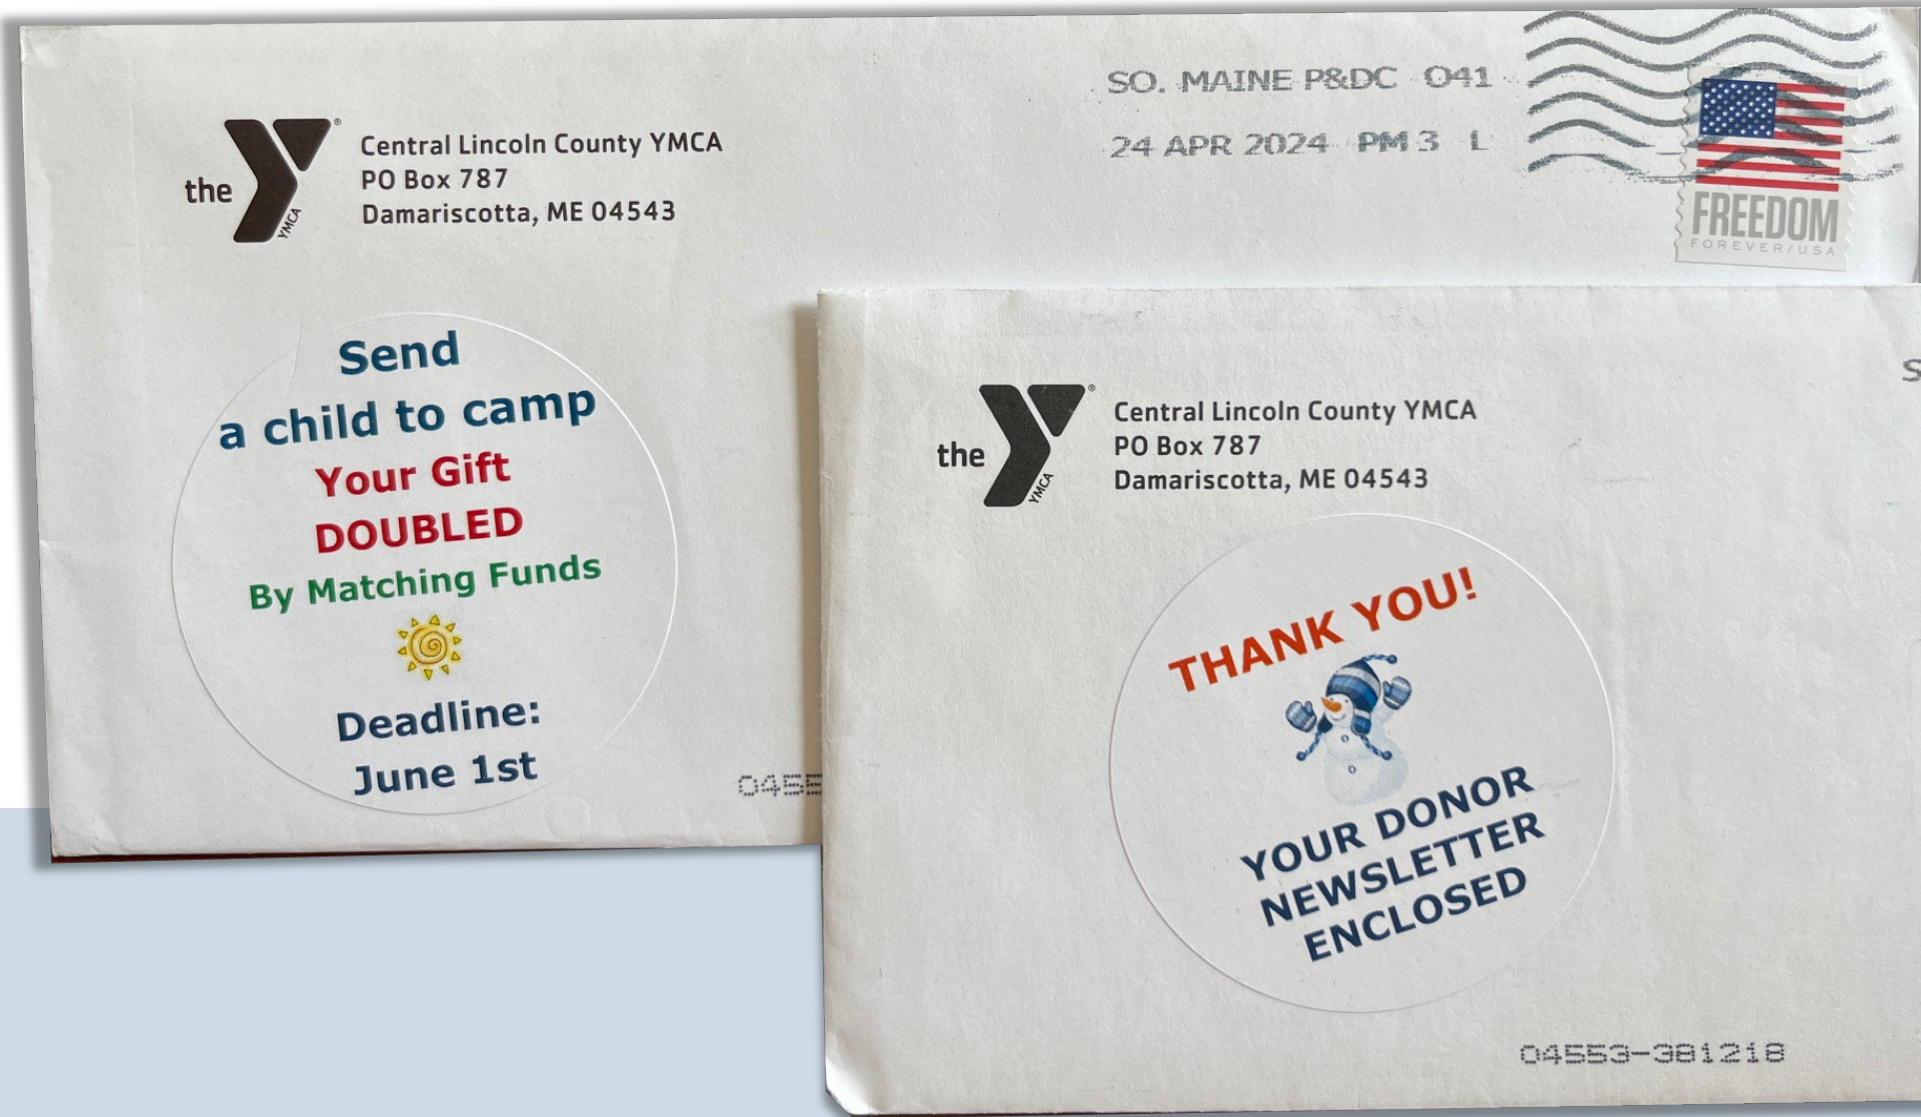 SO. MAINE P&DC 041
24 APR 2024 PM 3 L
FREEDOM
FOREVER/USA
the
YMCA
®
Central Lincoln County YMCA
PO Box 787
Damariscotta, ME 04543
Send
a child to camp
Your Gift
DOUBLED
By Matching Funds
Deadline:
June 1st
0455
S
the
YMCA
®
Central Lincoln County YMCA
PO Box 787
Damariscotta, ME 04543
THANK YOU!
YOUR DONOR
NEWSLETTER
ENCLOSED
04553-381218